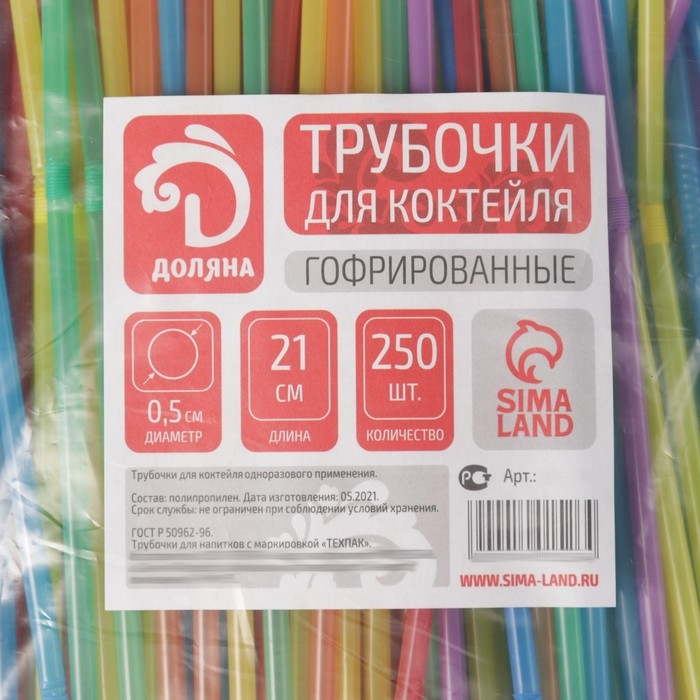 ДОЛЯНА
ТРУБОЧКИ
ДЛЯ КОКТЕЙЛЯ
ГОФРИРОВАННЫЕ
0,5 СМ
ДИАМЕТР
21
СМ
ДЛИНА
250
ШТ.
КОЛИЧЕСТВО
SIMA
LAND
Трубочки для коктейля одноразового применения.
Состав: полипропилен. Дата изготовления: 05.2021.
Срок службы: не ограничен при соблюдении условий хранения.
ГОСТ Р 50962-96.
Трубочки для напитков с маркировкой «ТЕХПАК».
Арт.:
WWW.SIMA-LAND.RU